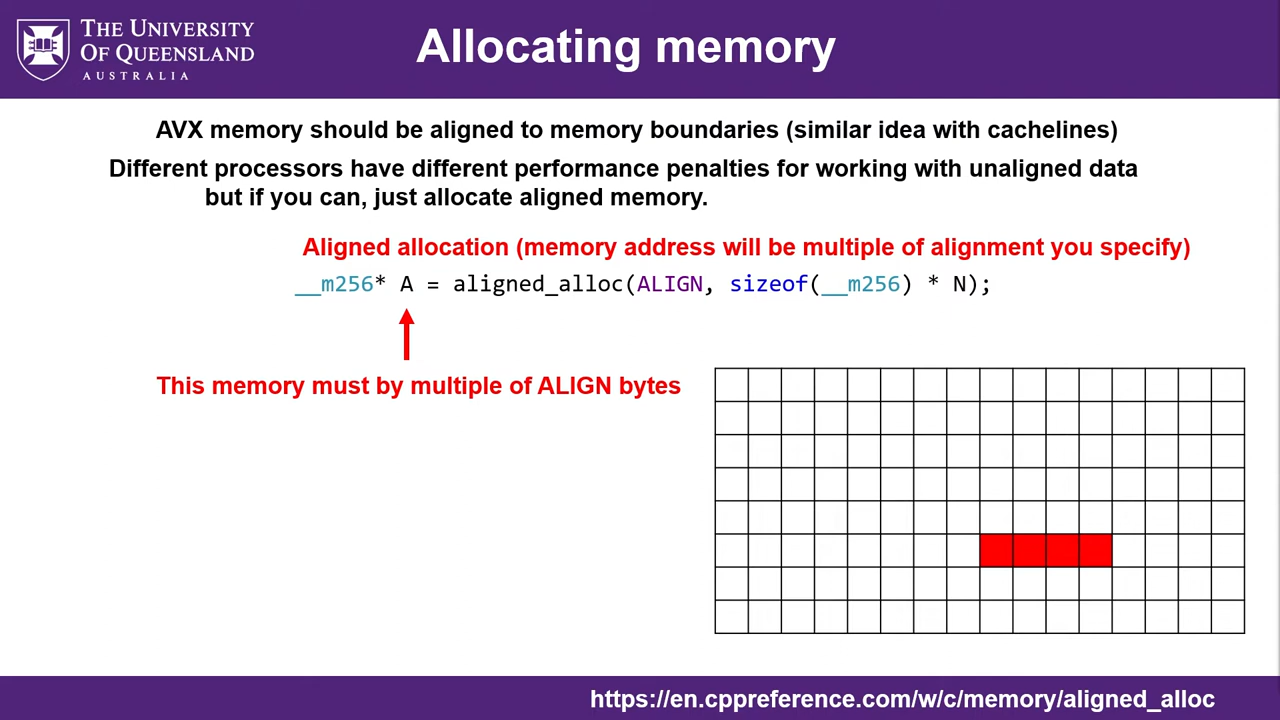 THE UNIVERSITY
OF QUEENSLAND
AUSTRALIA
Allocating memory
AVX memory should be aligned to memory boundaries (similar idea with cachelines)
Different processors have different performance penalties for working with unaligned data
but if you can, just allocate aligned memory.
Aligned allocation (memory address will be multiple of alignment you specify)
__m256* A = aligned_alloc(ALIGN, sizeof(__m256) * N);
This memory must by multiple of ALIGN bytes
https://en.cppreference.com/w/c/memory/aligned_alloc